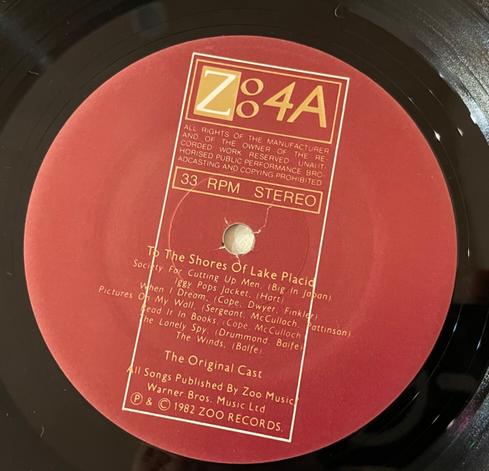 Zoo 4A
ALL RIGHTS OF THE MANUFACTURER
AND OF THE OWNER OF THE RE-
CORDED WORK RESERVED UNAUT-
HORISED PUBLIC PERFORMANCE BRO-
ADCASTING AND COPYING PROHIBITED
33 RPM STEREO
To The Shores Of Lake Placid
Society For Cutting Up Men, (Big In Japan)
Iggy Pops Jacket, (Hart)
When I Dream, (Cope, Dwyer, Finkler)
Pictures On My Wall, (Sergeant, McCulloch, Pattinson)
Read It In Books, (Cope, McCulloch)
The Lonely Spy, (Drummond, Balfe)
The Winds, (Balfe)
The Original Cast
All Songs Published By Zoo Music/
Warner Bros. Music Ltd
Ⓟ & © 1982 ZOO RECORDS.